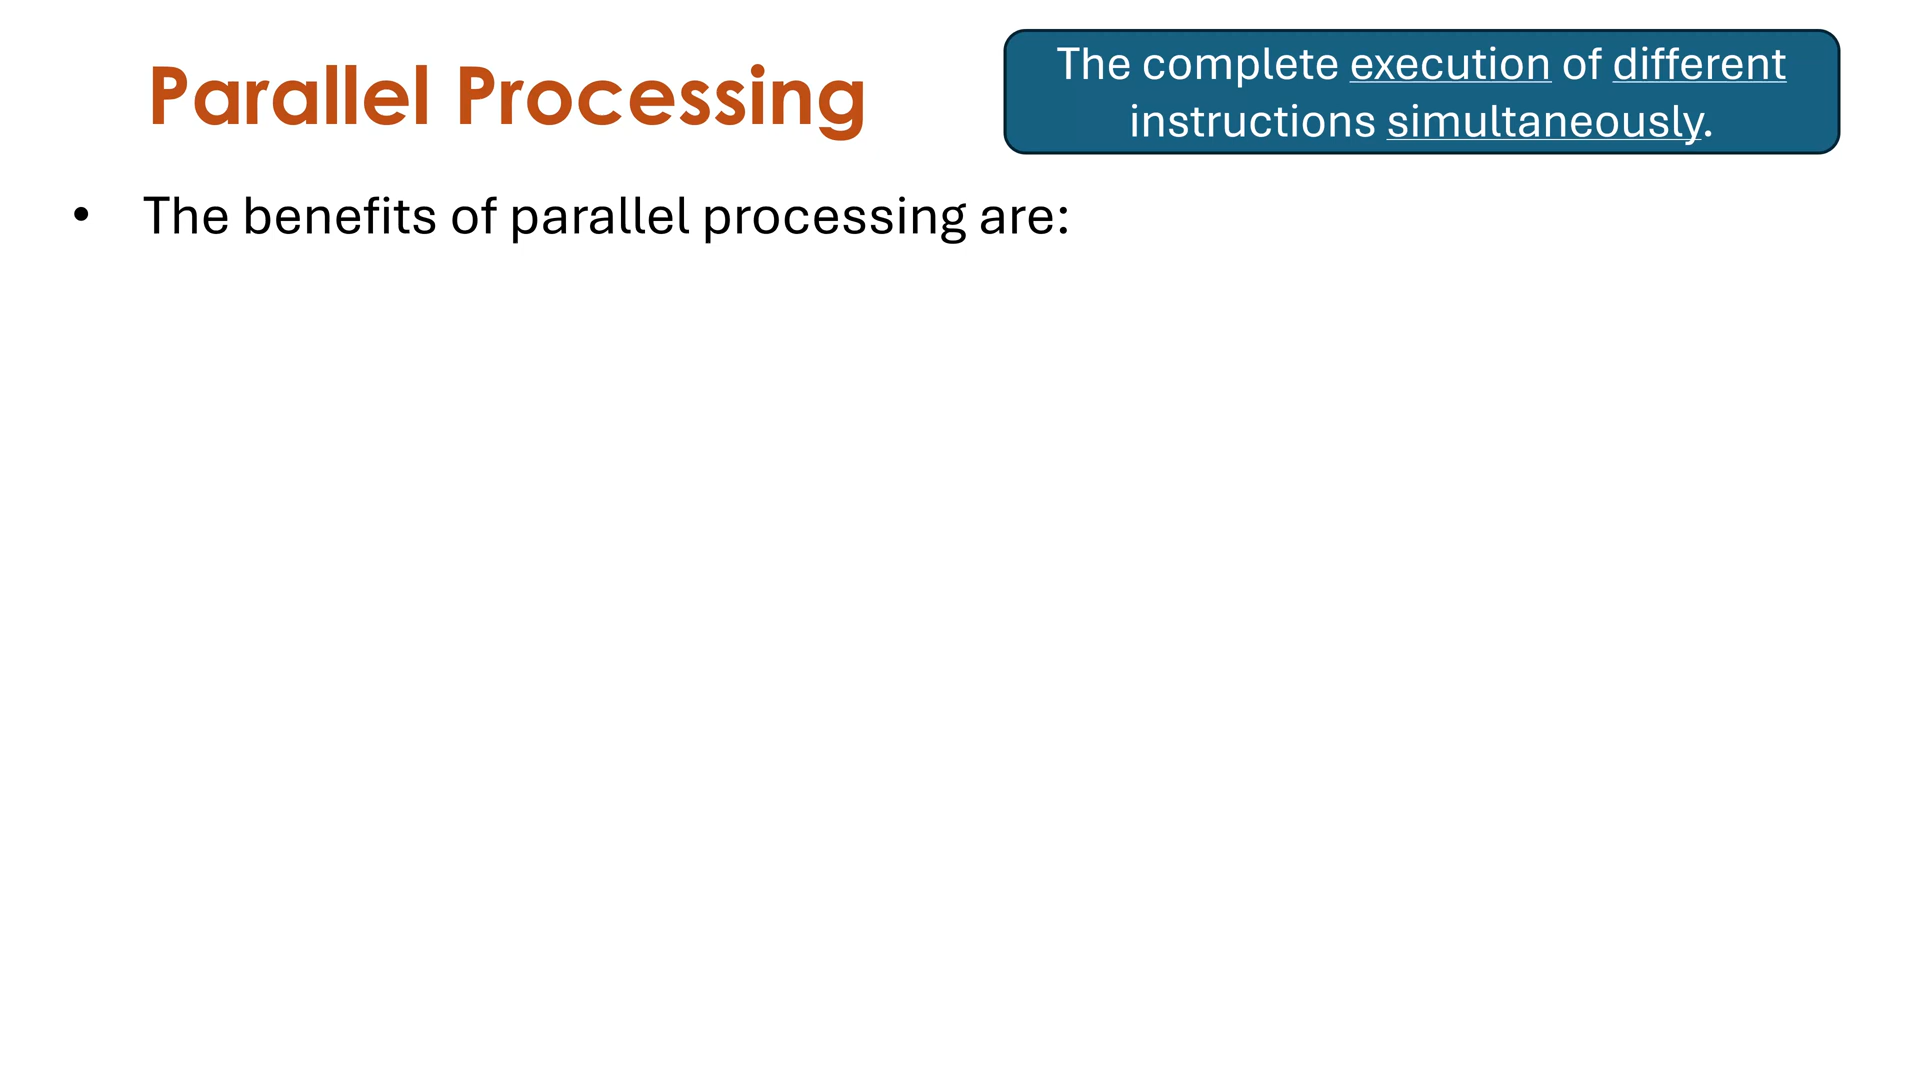 Parallel Processing
The complete execution of different
instructions simultaneously.
• The benefits of parallel processing are: